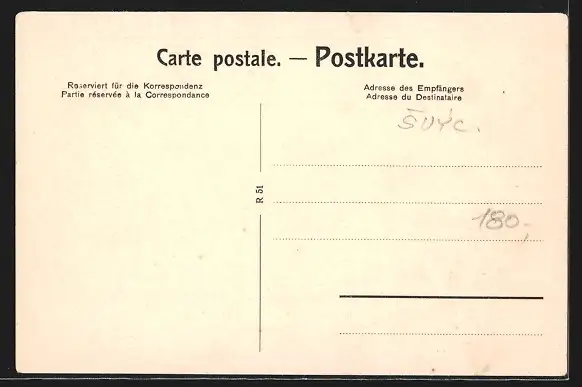 Carte postale. — Postkarte.
Reserviert für die Korrespondenz
Partie réservée à la Correspondance
Adresse des Empfängers
Adresse du Destinataire
ŠVÝC.
R 51
180,-